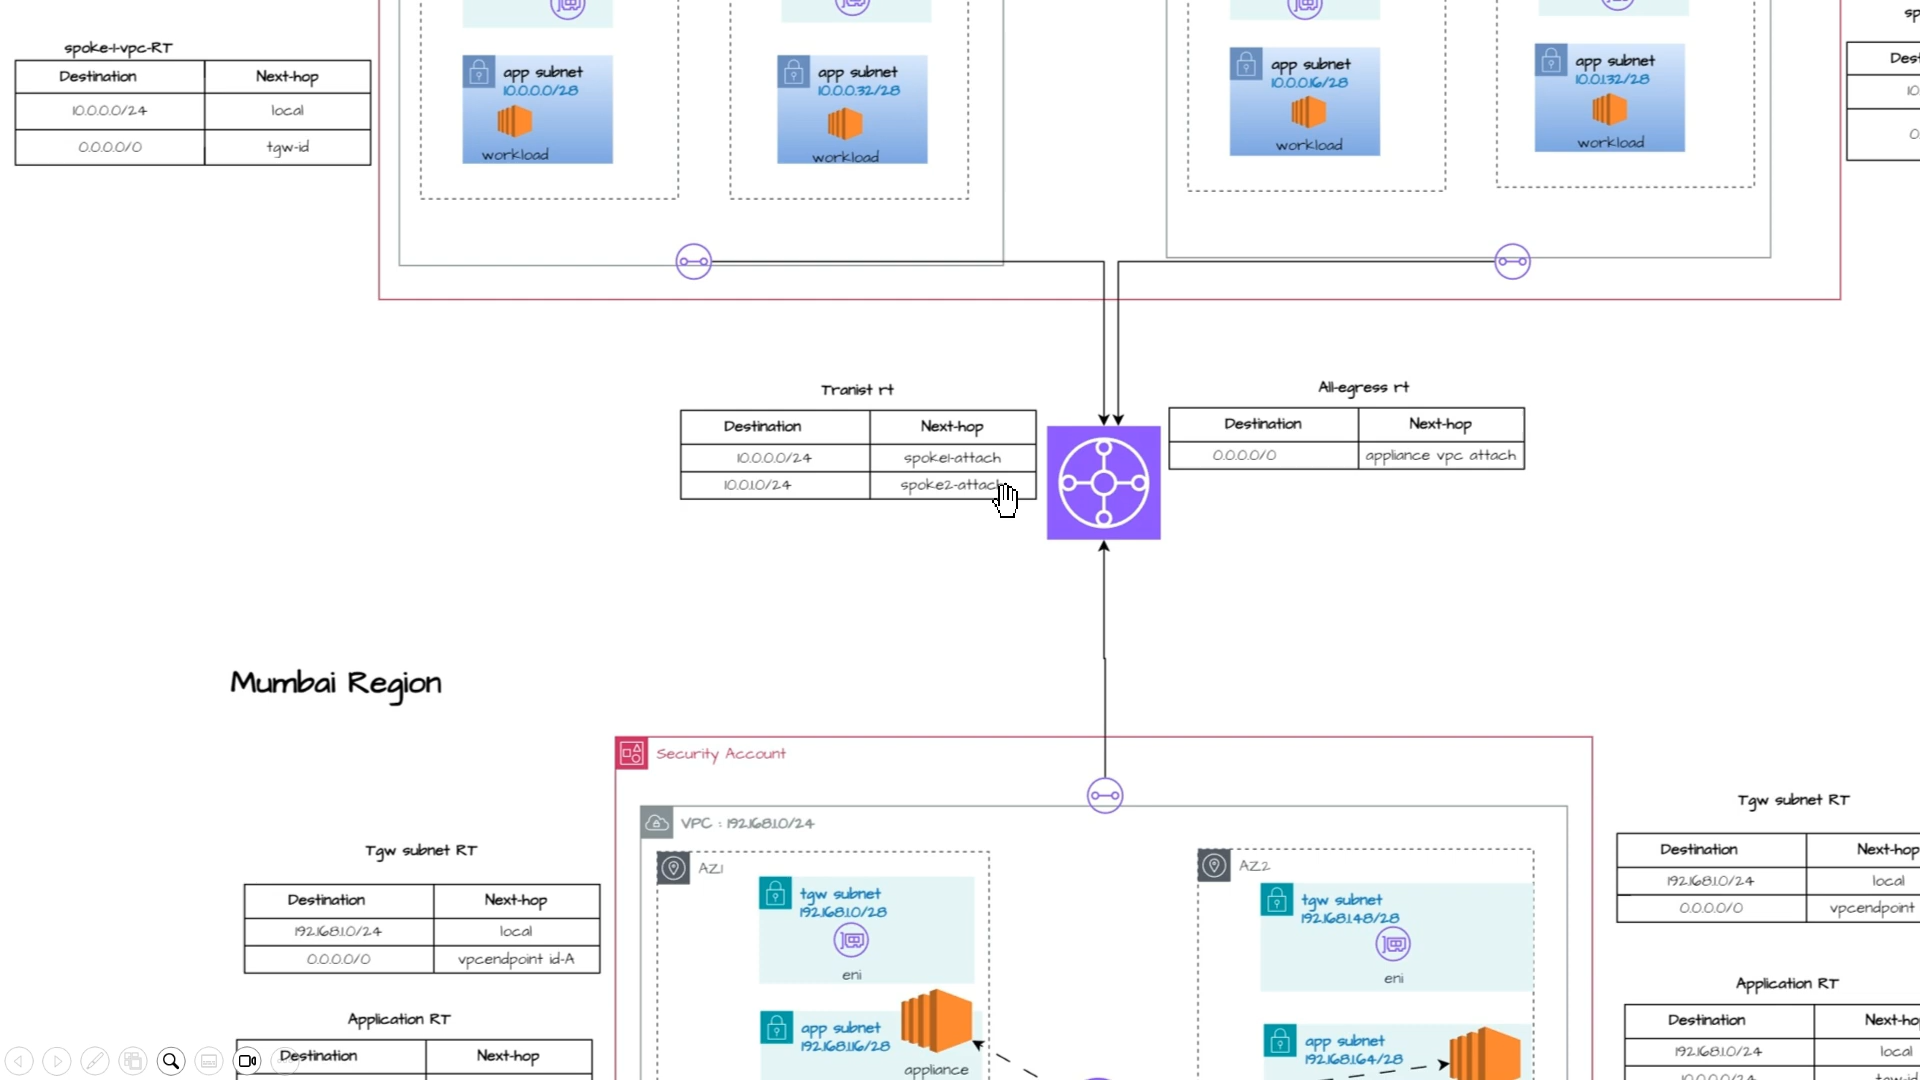 spoke-1-vpc-RT
Destination Next-hop
10.0.0.0/24 local
0.0.0.0/0 tgw-id
app subnet
10.0.0.0/28
workload
app subnet
10.0.0.32/28
workload
app subnet
10.0.0.16/28
workload
app subnet
10.0.1.32/28
workload
Tranist rt
Destination Next-hop
10.0.0.0/24 spoke1-attach
10.0.1.0/24 spoke2-attach
All-egress rt
Destination Next-hop
0.0.0.0/0 appliance vpc attach
Mumbai Region
Security Account
VPC : 192.168.1.0/24
Tgw subnet RT
Destination Next-hop
192.168.1.0/24 local
0.0.0.0/0 vpcendpoint id-A
Application RT
Destination Next-hop
AZ1
tgw subnet
192.168.1.0/28
eni
app subnet
192.168.1.16/28
appliance
AZ2
tgw subnet
192.168.1.48/28
eni
app subnet
192.168.1.64/28
Tgw subnet RT
Destination Next-hop
192.168.1.0/24 local
0.0.0.0/0 vpcendpoint
Application RT
Destination Next-ho
192.168.1.0/24 local